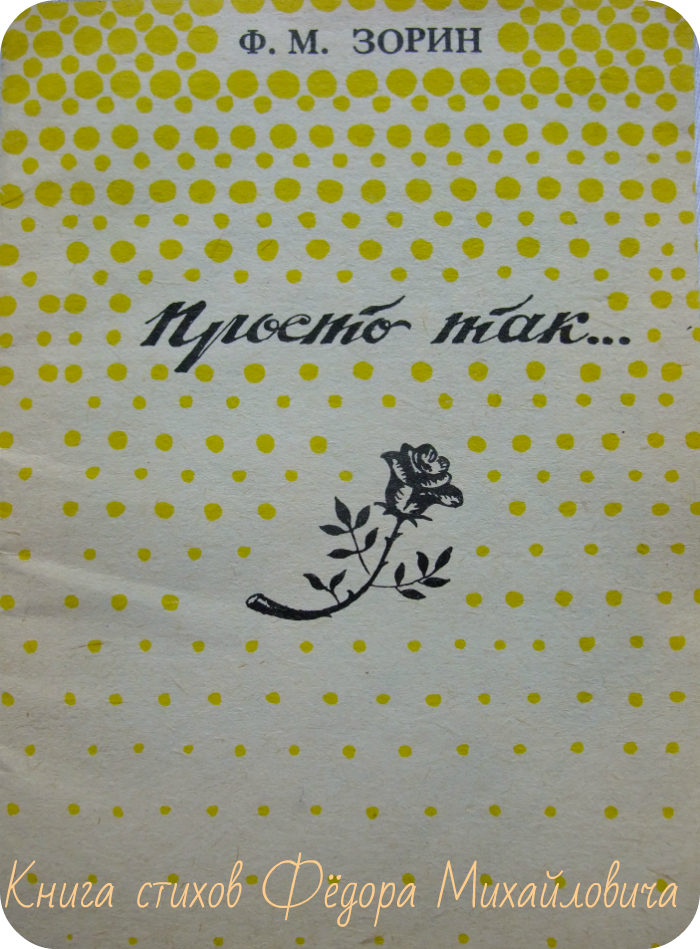 Ф. М. ЗОРИН
Просто так...
Книга стихов Фёдора Михайловича